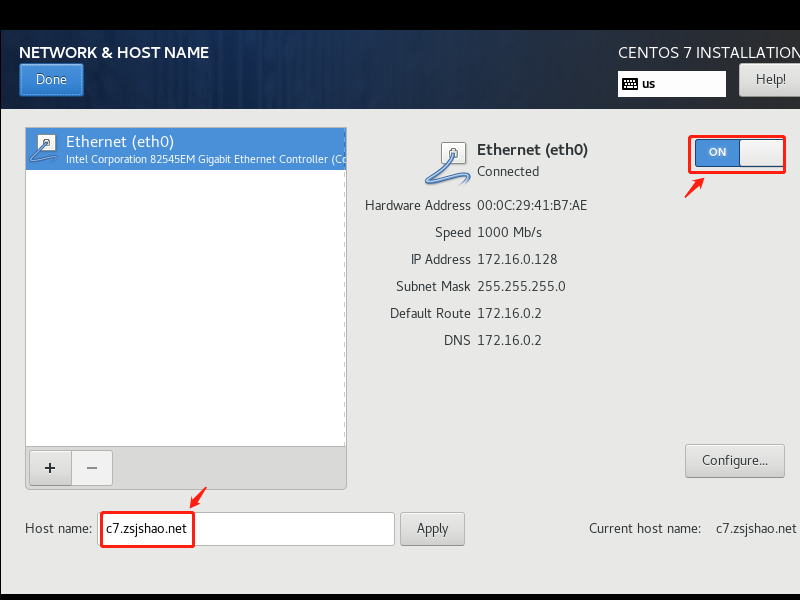 NETWORK & HOST NAME
CENTOS 7 INSTALLATION
Done
us
Help!
Ethernet (eth0)
Intel Corporation 82545EM Gigabit Ethernet Controller (Co
Ethernet (eth0)
Connected
ON
Hardware Address 00:0C:29:41:B7:AE
Speed 1000 Mb/s
IP Address 172.16.0.128
Subnet Mask 255.255.255.0
Default Route 172.16.0.2
DNS 172.16.0.2
+ −
Configure...
Host name: c7.zsjshao.net Apply
Current host name: c7.zsjshao.net